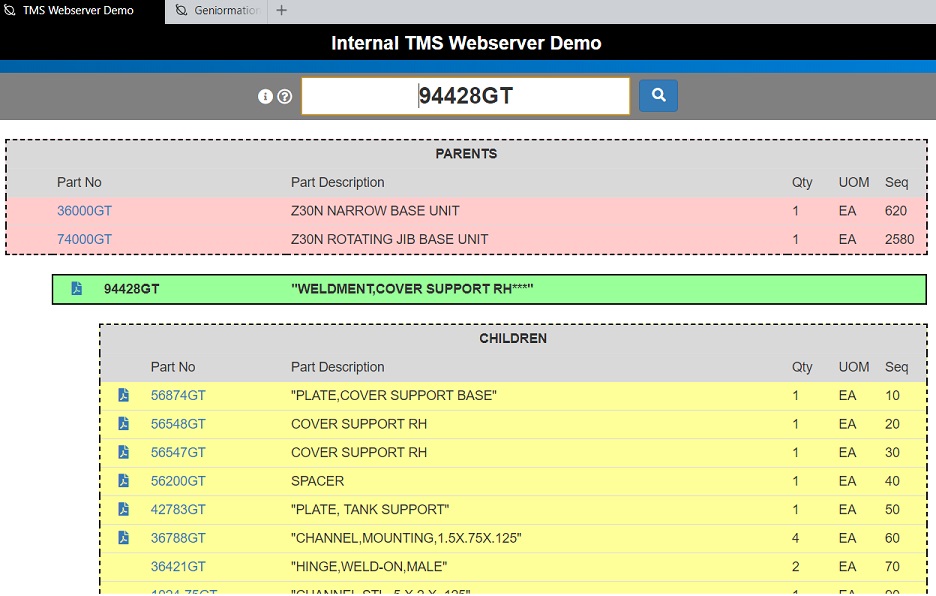 TMS Webserver Demo Geniormation +
Internal TMS Webserver Demo
94428GT
PARENTS
Part No Part Description Qty UOM Seq
36000GT Z30N NARROW BASE UNIT 1 EA 620
74000GT Z30N ROTATING JIB BASE UNIT 1 EA 2580
94428GT "WELDMENT,COVER SUPPORT RH***"
CHILDREN
Part No Part Description Qty UOM Seq
56874GT "PLATE,COVER SUPPORT BASE" 1 EA 10
56548GT COVER SUPPORT RH 1 EA 20
56547GT COVER SUPPORT RH 1 EA 30
56200GT SPACER 1 EA 40
42783GT "PLATE, TANK SUPPORT" 1 EA 50
36788GT "CHANNEL,MOUNTING,1.5X.75X.125" 4 EA 60
36421GT "HINGE,WELD-ON,MALE" 2 EA 70